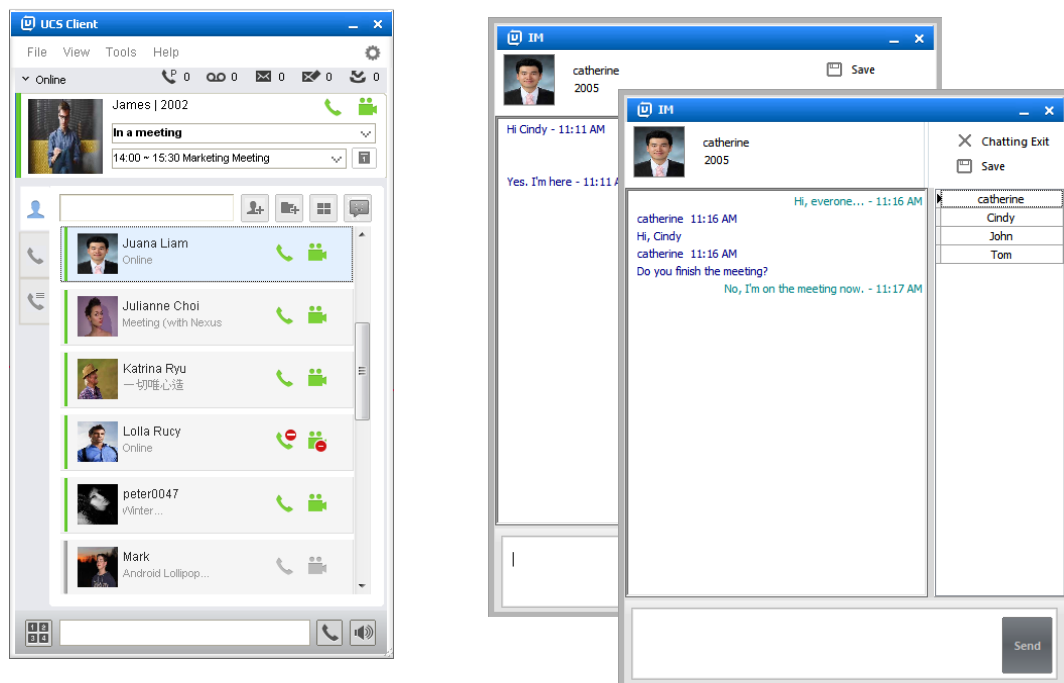 UCS Client
File View Tools Help
Online 0 0 0 0 0
James | 2002
In a meeting
14:00 ~ 15:30 Marketing Meeting
Juana Liam
Online
Julianne Choi
Meeting (with Nexus
Katrina Ryu
一切唯心造
Lolla Rucy
Online
peter0047
Winter...
Mark
Android Lollipop...
1 2
3 4
IM
catherine
2005
Save
Hi Cindy - 11:11 AM
Yes. I'm here - 11:11
IM
catherine
2005
Chatting Exit
Save
Hi, everone... - 11:16 AM
catherine 11:16 AM
Hi, Cindy
catherine 11:16 AM
Do you finish the meeting?
No, I'm on the meeting now. - 11:17 AM
catherine
Cindy
John
Tom
Send